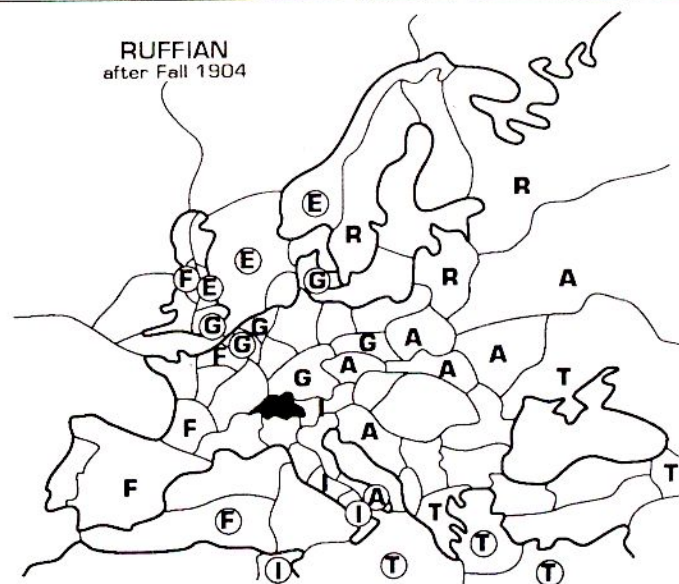 RUFFIAN
after Fall 1904
R
E
R
E
F E G R A
G G
F G G A A
G A A T
I
F A
T
F I A
F I T
T
I T T